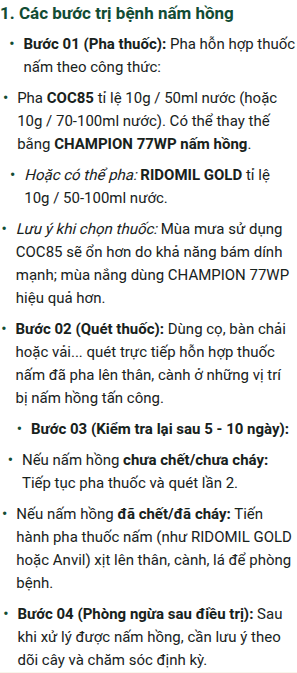 1. Các bước trị bệnh nấm hồng
• Bước 01 (Pha thuốc): Pha hỗn hợp thuốc
nấm theo công thức:
• Pha COC85 tỉ lệ 10g / 50ml nước (hoặc
10g / 70-100ml nước). Có thể thay thế
bằng CHAMPION 77WP nấm hồng.
• Hoặc có thể pha: RIDOMIL GOLD tỉ lệ
10g / 50-100ml nước.
• Lưu ý khi chọn thuốc: Mùa mưa sử dụng
COC85 sẽ ổn hơn do khả năng bám dính
mạnh; mùa nắng dùng CHAMPION 77WP
hiệu quả hơn.
• Bước 02 (Quét thuốc): Dùng cọ, bàn chải
hoặc vải... quét trực tiếp hỗn hợp thuốc
nấm đã pha lên thân, cành ở những vị trí
bị nấm hồng tấn công.
• Bước 03 (Kiểm tra lại sau 5 - 10 ngày):
• Nếu nấm hồng chưa chết/chưa cháy:
Tiếp tục pha thuốc và quét lần 2.
• Nếu nấm hồng đã chết/đã cháy: Tiến
hành pha thuốc nấm (như RIDOMIL GOLD
hoặc Anvil) xịt lên thân, cành, lá để phòng
bệnh.
• Bước 04 (Phòng ngừa sau điều trị): Sau
khi xử lý được nấm hồng, cần lưu ý theo
dõi cây và chăm sóc định kỳ.